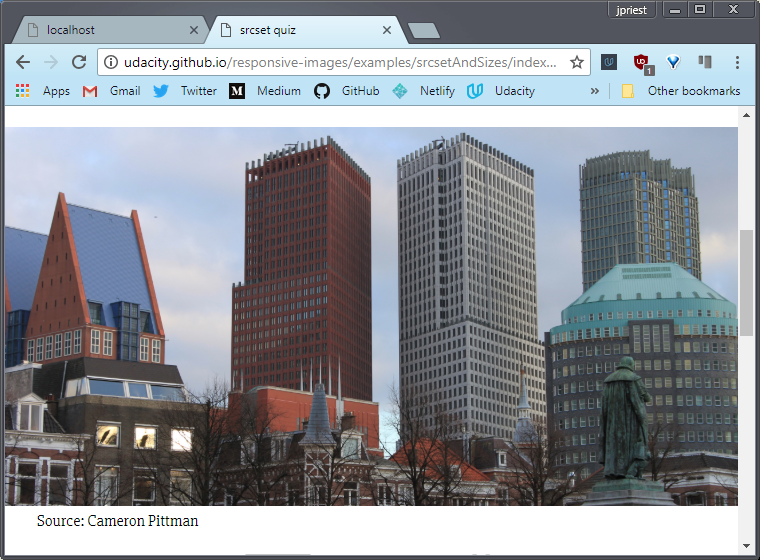 jpriest
localhost
srcset quiz
udacity.github.io/responsive-images/examples/srcsetAndSizes/index...
Apps Gmail Twitter Medium GitHub Netlify Udacity » Other bookmarks
Source: Cameron Pittman